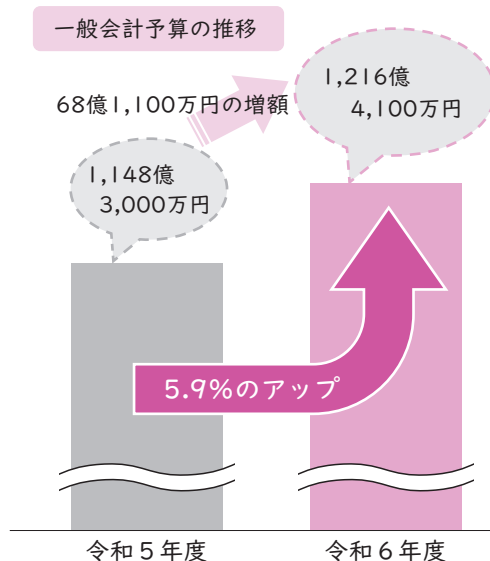 一般会計予算の推移
68億1,100万円の増額
1,216億
4,100万円
1,148億
3,000万円
5.9%のアップ
令和5年度
令和6年度